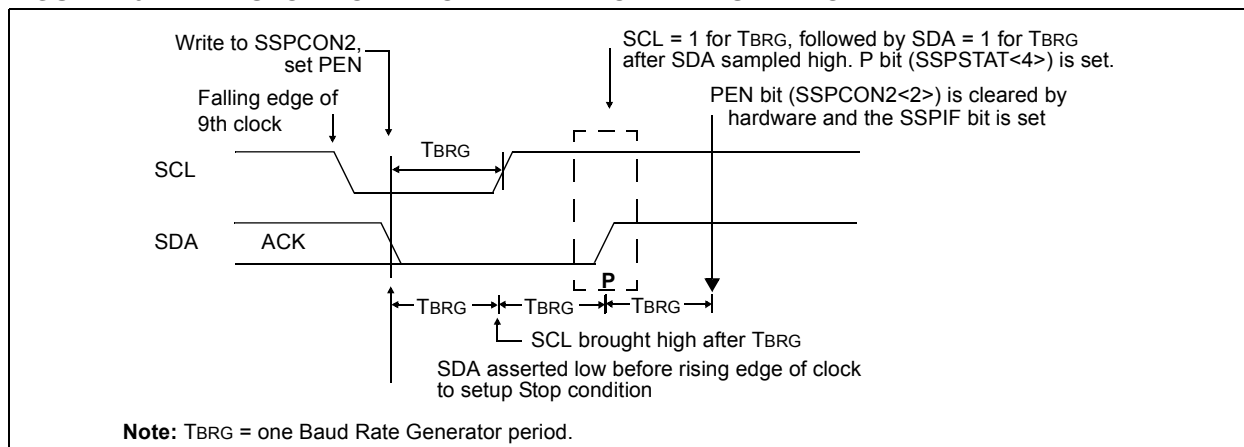 Write to SSPCON2,
set PEN
SCL = 1 for TBRG, followed by SDA = 1 for TBRG
after SDA sampled high. P bit (SSPSTAT<4>) is set.
Falling edge of
9th clock
PEN bit (SSPCON2<2>) is cleared by
hardware and the SSPIF bit is set
TBRG
SCL
SDA
ACK
P
TBRG
TBRG
TBRG
SCL brought high after TBRG
SDA asserted low before rising edge of clock
to setup Stop condition
Note: TBRG = one Baud Rate Generator period.